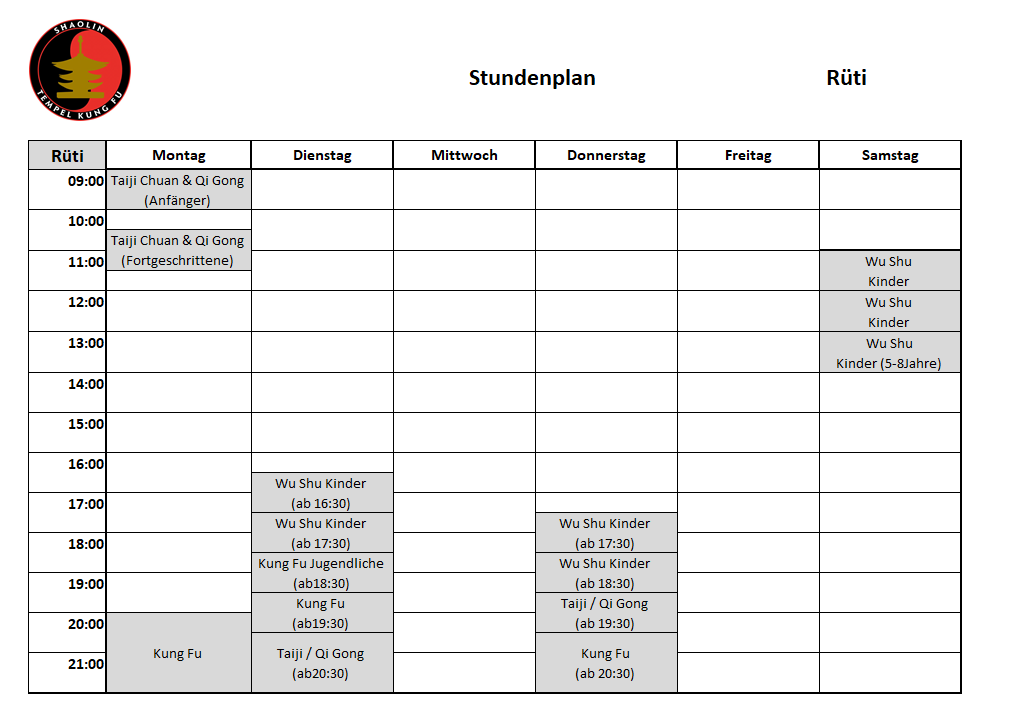 SHAOLIN
TEMPEL KUNG FU
Stundenplan Rüti
Rüti Montag Dienstag Mittwoch Donnerstag Freitag Samstag
09:00 Taiji Chuan & Qi Gong
(Anfänger)
10:00
Taiji Chuan & Qi Gong
11:00 (Fortgeschrittene) Wu Shu
Kinder
12:00 Wu Shu
Kinder
13:00 Wu Shu
Kinder (5-8Jahre)
14:00
15:00
16:00
Wu Shu Kinder
17:00 (ab 16:30)
Wu Shu Kinder Wu Shu Kinder
18:00 (ab 17:30) (ab 17:30)
Kung Fu Jugendliche Wu Shu Kinder
19:00 (ab18:30) (ab 18:30)
Kung Fu Taiji / Qi Gong
20:00 (ab19:30) (ab 19:30)
Kung Fu Taiji / Qi Gong Kung Fu
21:00 (ab20:30) (ab 20:30)